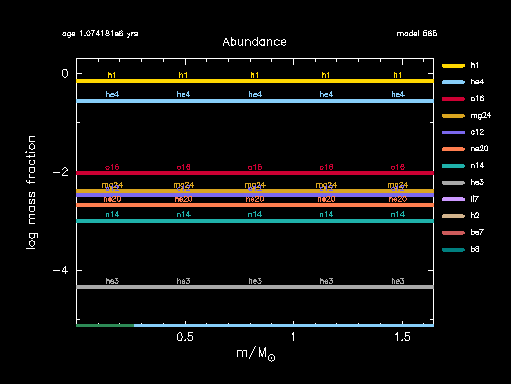 age 1.074181e6 yrs
model 566
Abundance
log mass fraction
0
−2
−4
h1 h1 h1 h1 h1
he4 he4 he4 he4 he4
o16 o16 o16 o16 o16
mg24 mg24 mg24 mg24 mg24
ne20 ne20 ne20 ne20 ne20
n14 n14 n14 n14 n14
he3 he3 he3 he3 he3
0.5 1 1.5
m/M☉
h1
he4
o16
mg24
c12
ne20
n14
he3
li7
h2
be7
b8